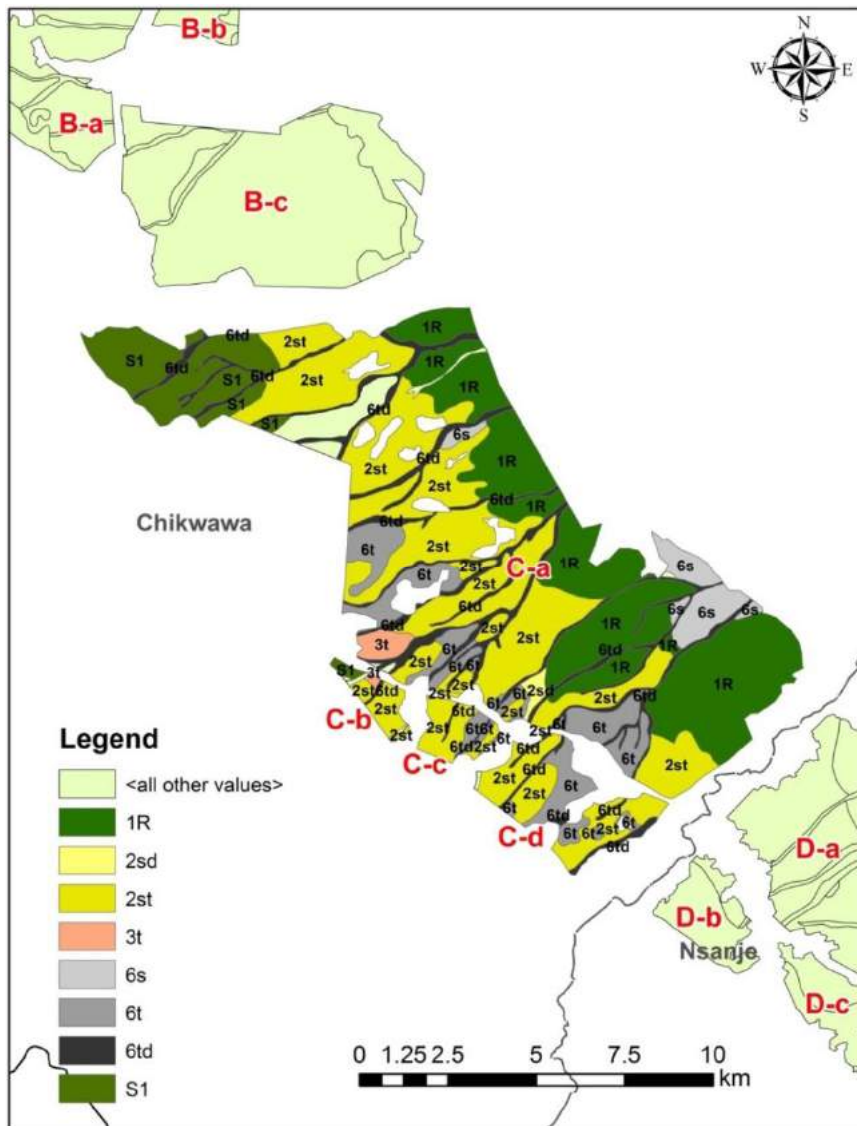 B-b
N
W E
S
B-a
B-c
1R
6td
2st
S1
1R
6td
6td
2st
S1
1R
S1
6td
S1
6s
6td
2st
1R
2st
6td
1R
6td
Chikwawa
2st
6t
2st
C-a
1R
6s
6t
2st
6td
6s
6s
6s
1R
6td
2st
6td
1R
3t
6t
2st
2st
6t
6t
1R
S1
3t
2st
6td
2st
2st
2sd
2st
6td
1R
2st
C-b
2st
C-c
2st
6td
6t
6t
2st
6td
2st
6t
6t
2st
6t
6t
6td
2st
6t
6td
2st
2st
6t
6td
6t
C-d
6t
6t
6td
2st
6t
6td
Legend
<all other values>
1R
2sd
2st
3t
6s
6t
6td
S1
D-a
D-b
Nsanje
D-c
0 1.25 2.5 5 7.5 10
km